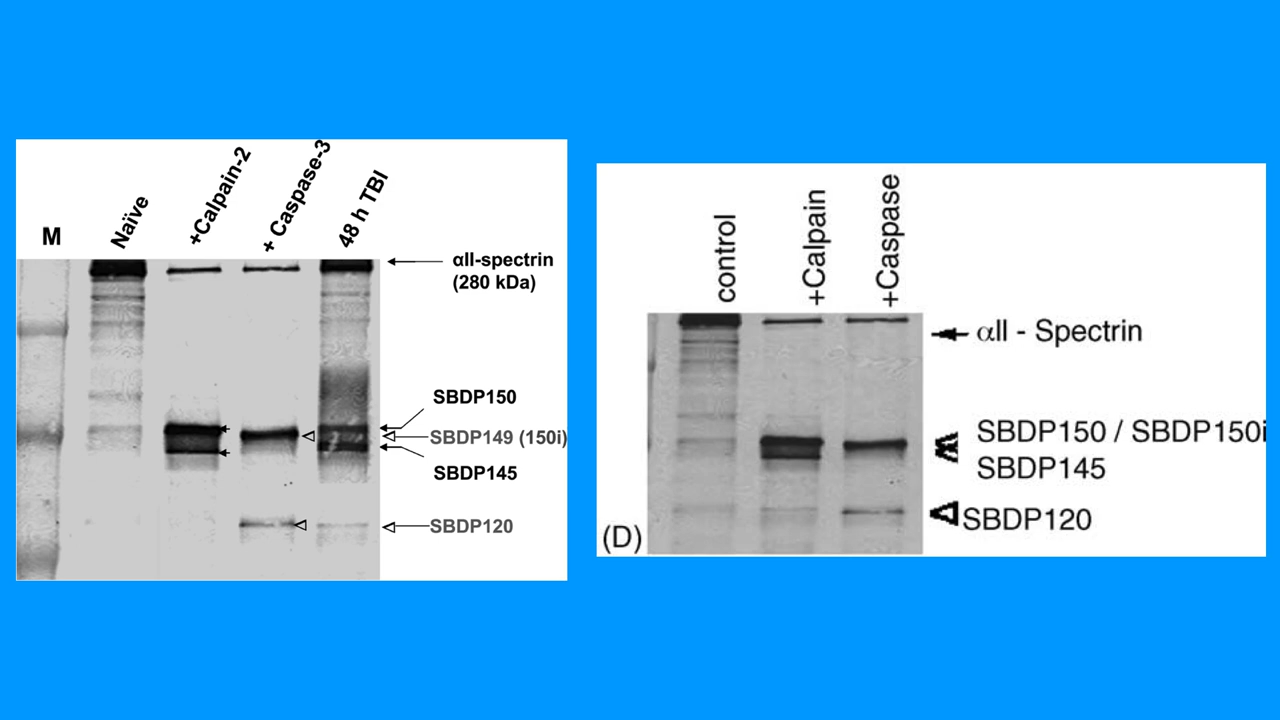 M
Naïve
+Calpain-2
+ Caspase-3
48 h TBI
αII-spectrin
(280 kDa)
SBDP150
SBDP149 (150i)
SBDP145
SBDP120
control
+Calpain
+Caspase
αII - Spectrin
SBDP150 / SBDP150i
SBDP145
SBDP120
(D)